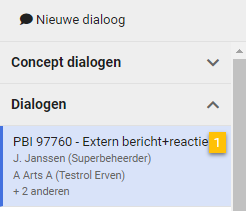 Nieuwe dialoog
Concept dialogen
Dialogen
PBI 97760 - Extern bericht+reactie 1
J. Janssen (Superbeheerder)
A Arts A (Testrol Erven)
+ 2 anderen